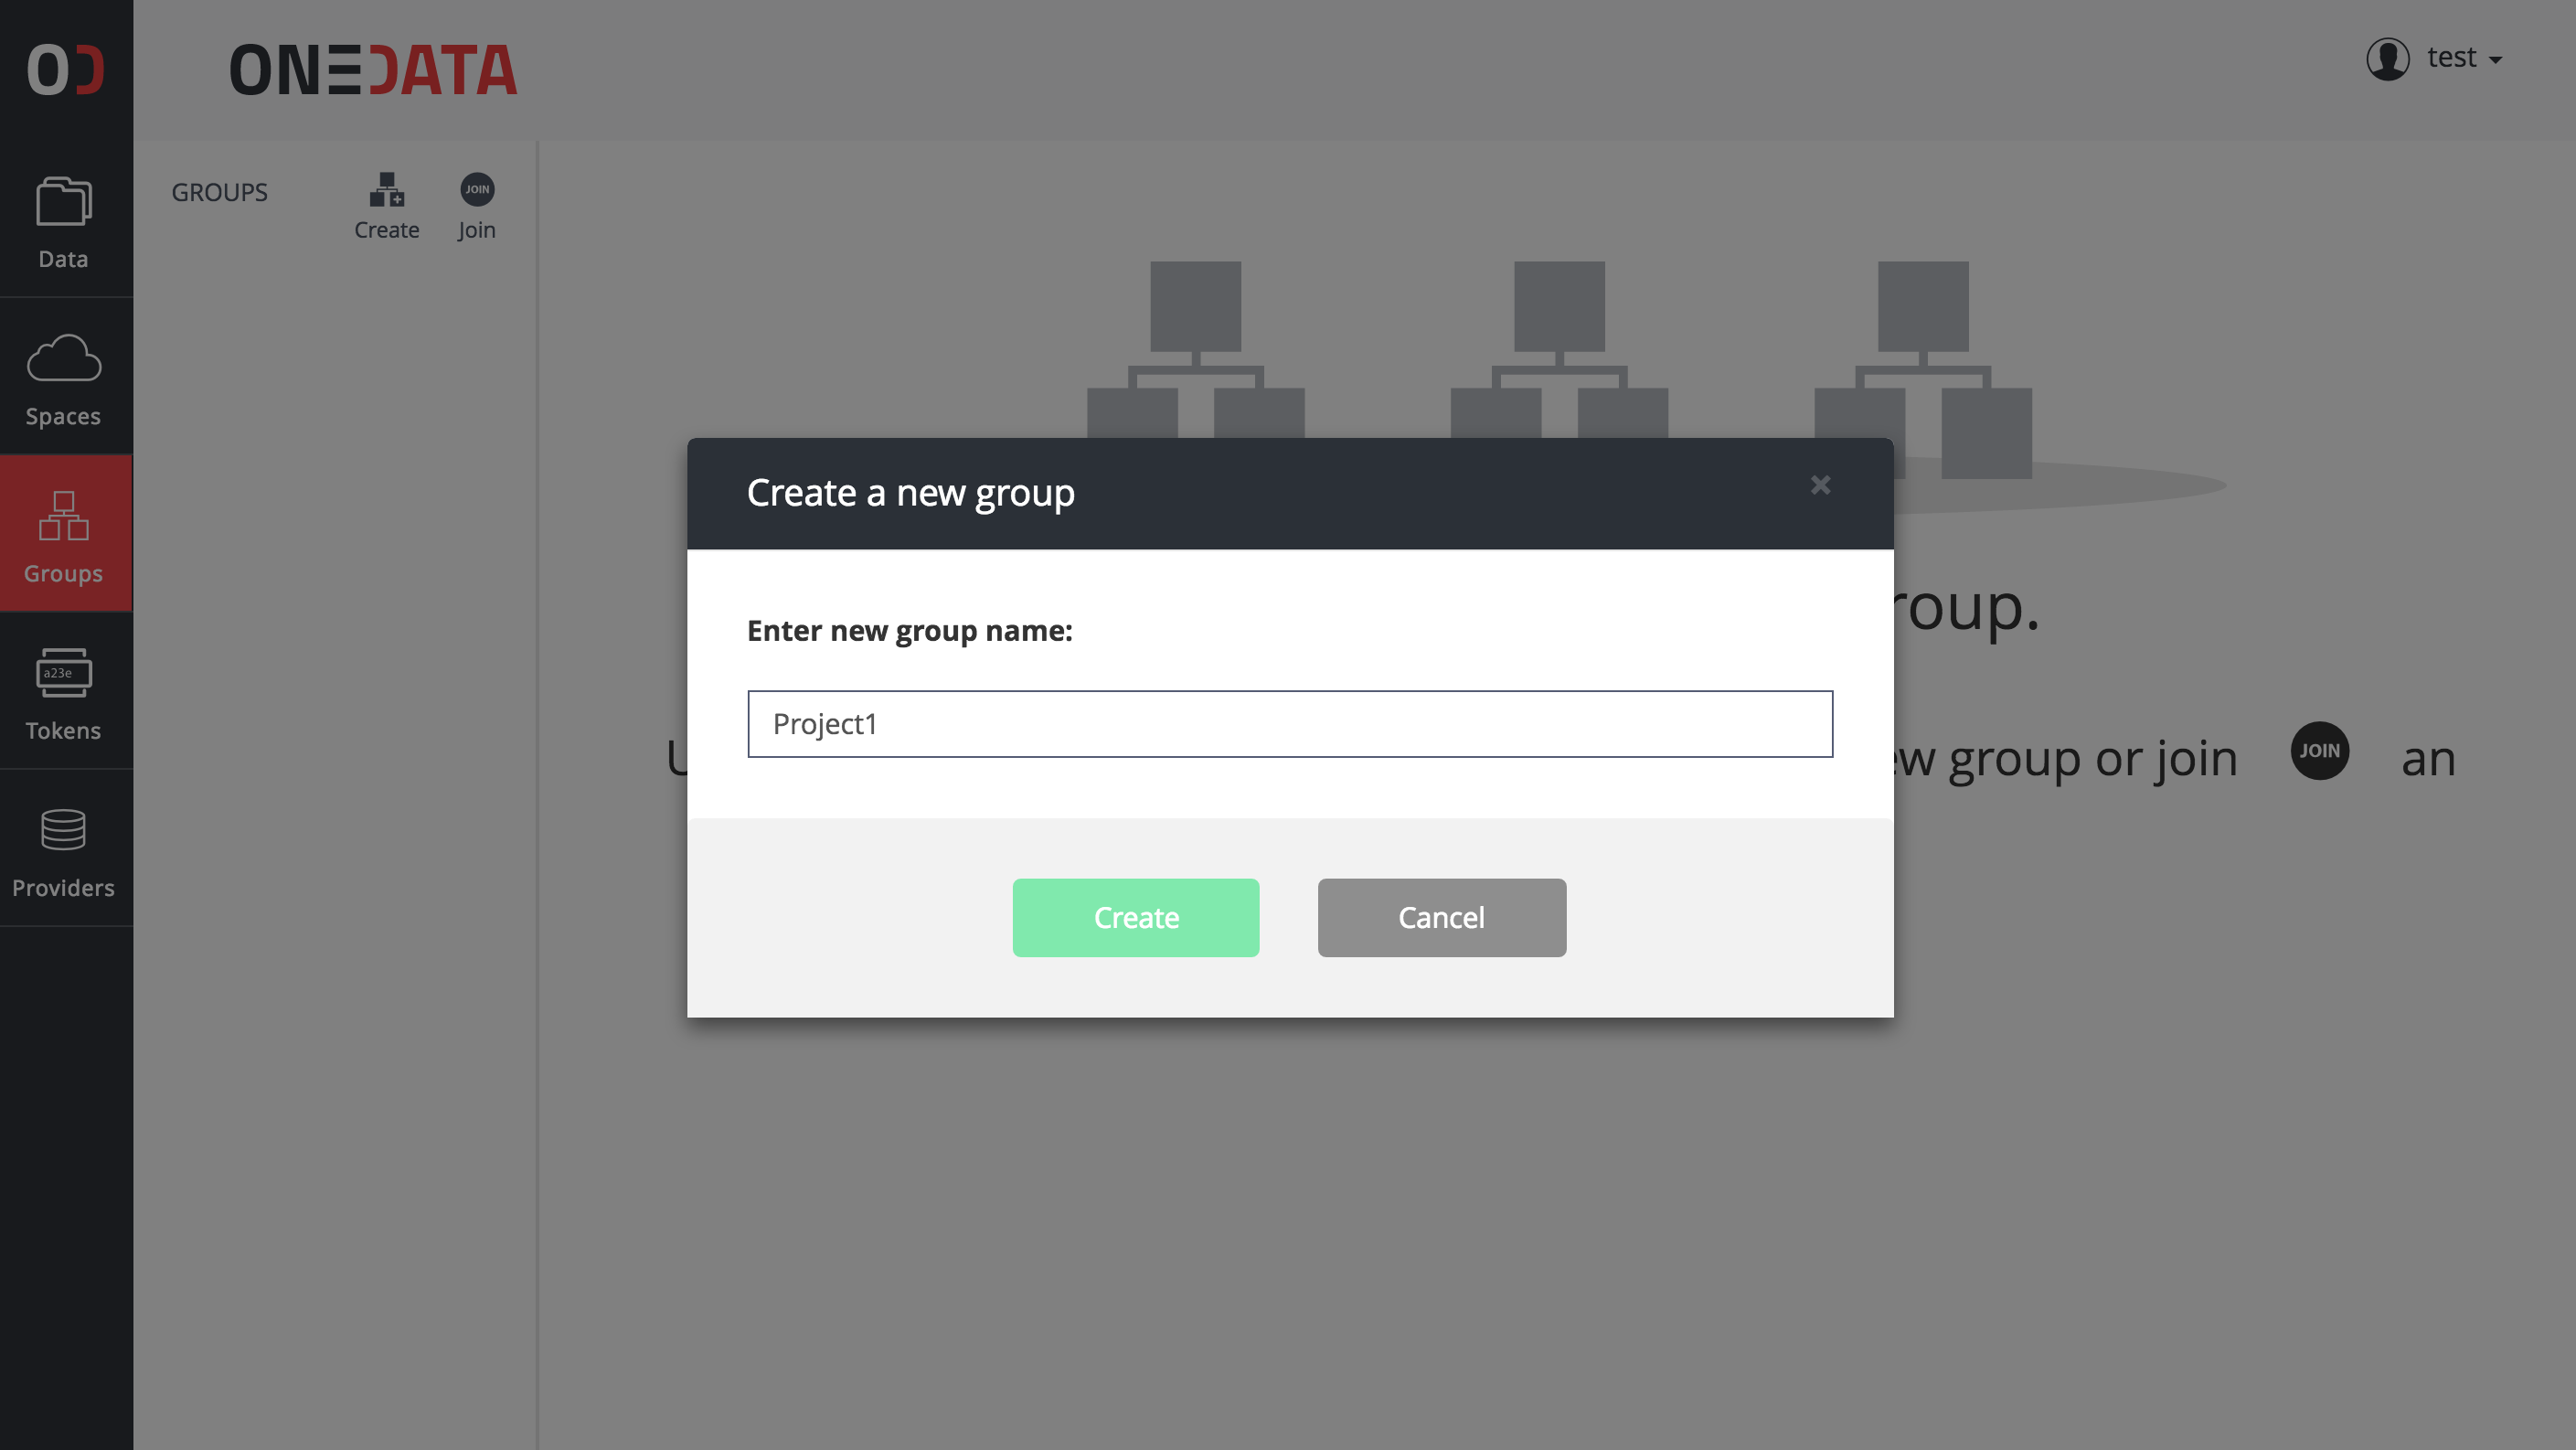 OD
ONEDATA
test
GROUPS
Create
Join
JOIN
Data
Spaces
Groups
a23e
Tokens
Providers
Create a new group
×
Enter new group name:
Project1
Create
Cancel
group or join JOIN an